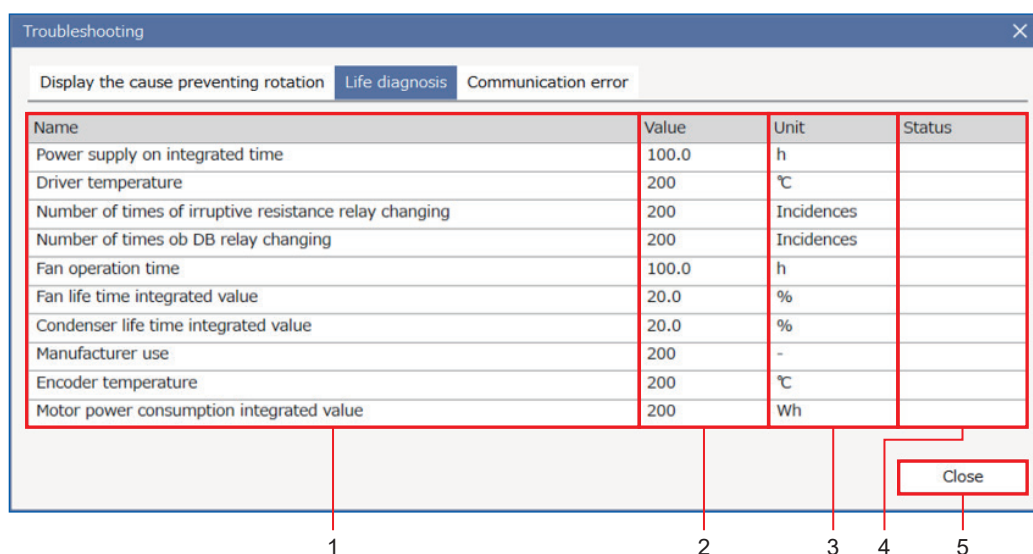 Troubleshooting
Display the cause preventing rotation Life diagnosis Communication error
Name Value Unit Status
Power supply on integrated time 100.0 h
Driver temperature 200 ℃
Number of times of irruptive resistance relay changing 200 Incidences
Number of times ob DB relay changing 200 Incidences
Fan operation time 100.0 h
Fan life time integrated value 20.0 %
Condenser life time integrated value 20.0 %
Manufacturer use 200 -
Encoder temperature 200 ℃
Motor power consumption integrated value 200 Wh
Close
1 2 3 4 5